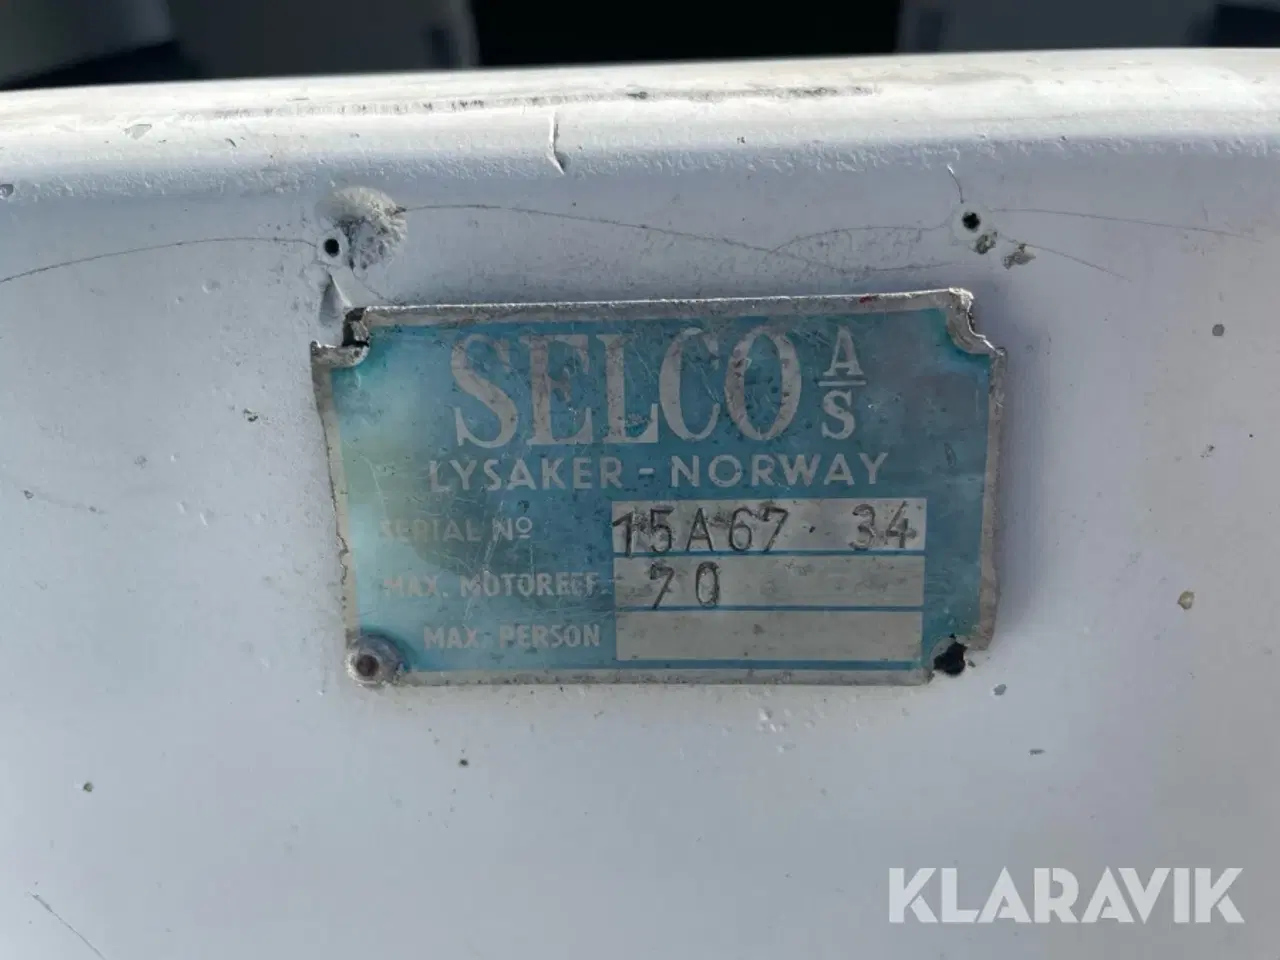 SELCO A/S
LYSAKER - NORWAY
SERIAL Nº 15A67 34
MAX. MOTOREFF. 70
MAX. PERSON
KLARAVIK